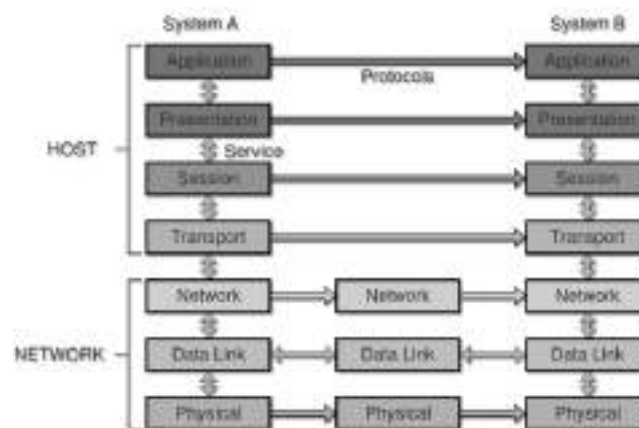 System A System B
Application Application
Protocols
Presentation Presentation
HOST
Service
Session Session
Transport Transport
Network Network Network
NETWORK Data Link Data Link Data Link
Physical Physical Physical